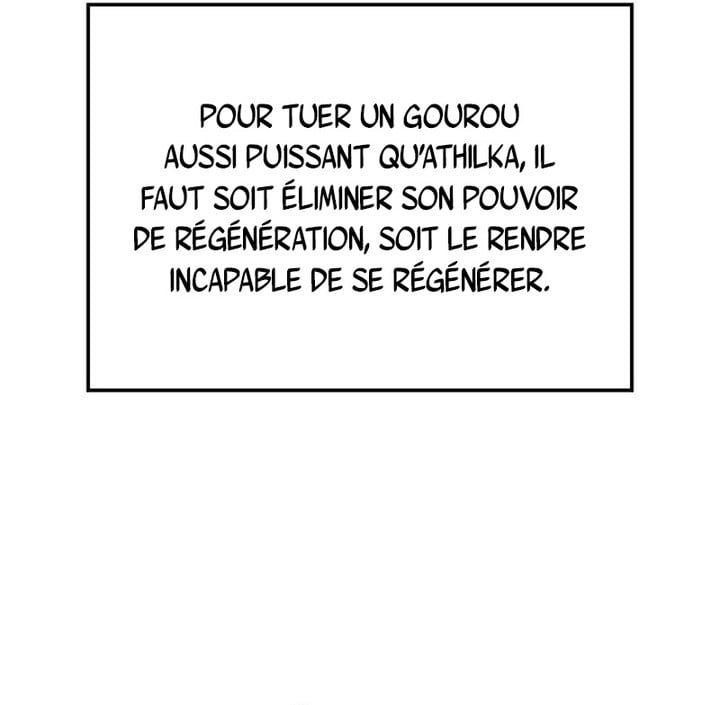 POUR TUER UN GOUROU
AUSSI PUISSANT QU'ATHILKA, IL
FAUT SOIT ÉLIMINER SON POUVOIR
DE RÉGÉNÉRATION, SOIT LE RENDRE
INCAPABLE DE SE RÉGÉNÉRER.